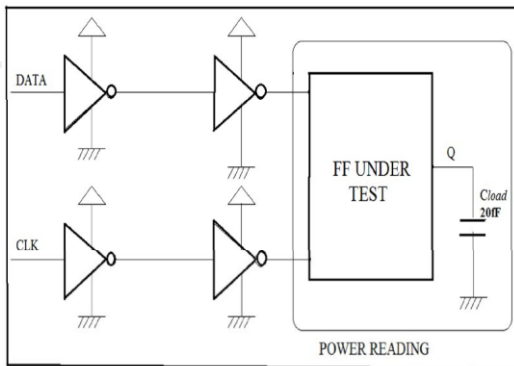 DATA
FF UNDER
TEST
Q
Cload
20fF
CLK
POWER READING